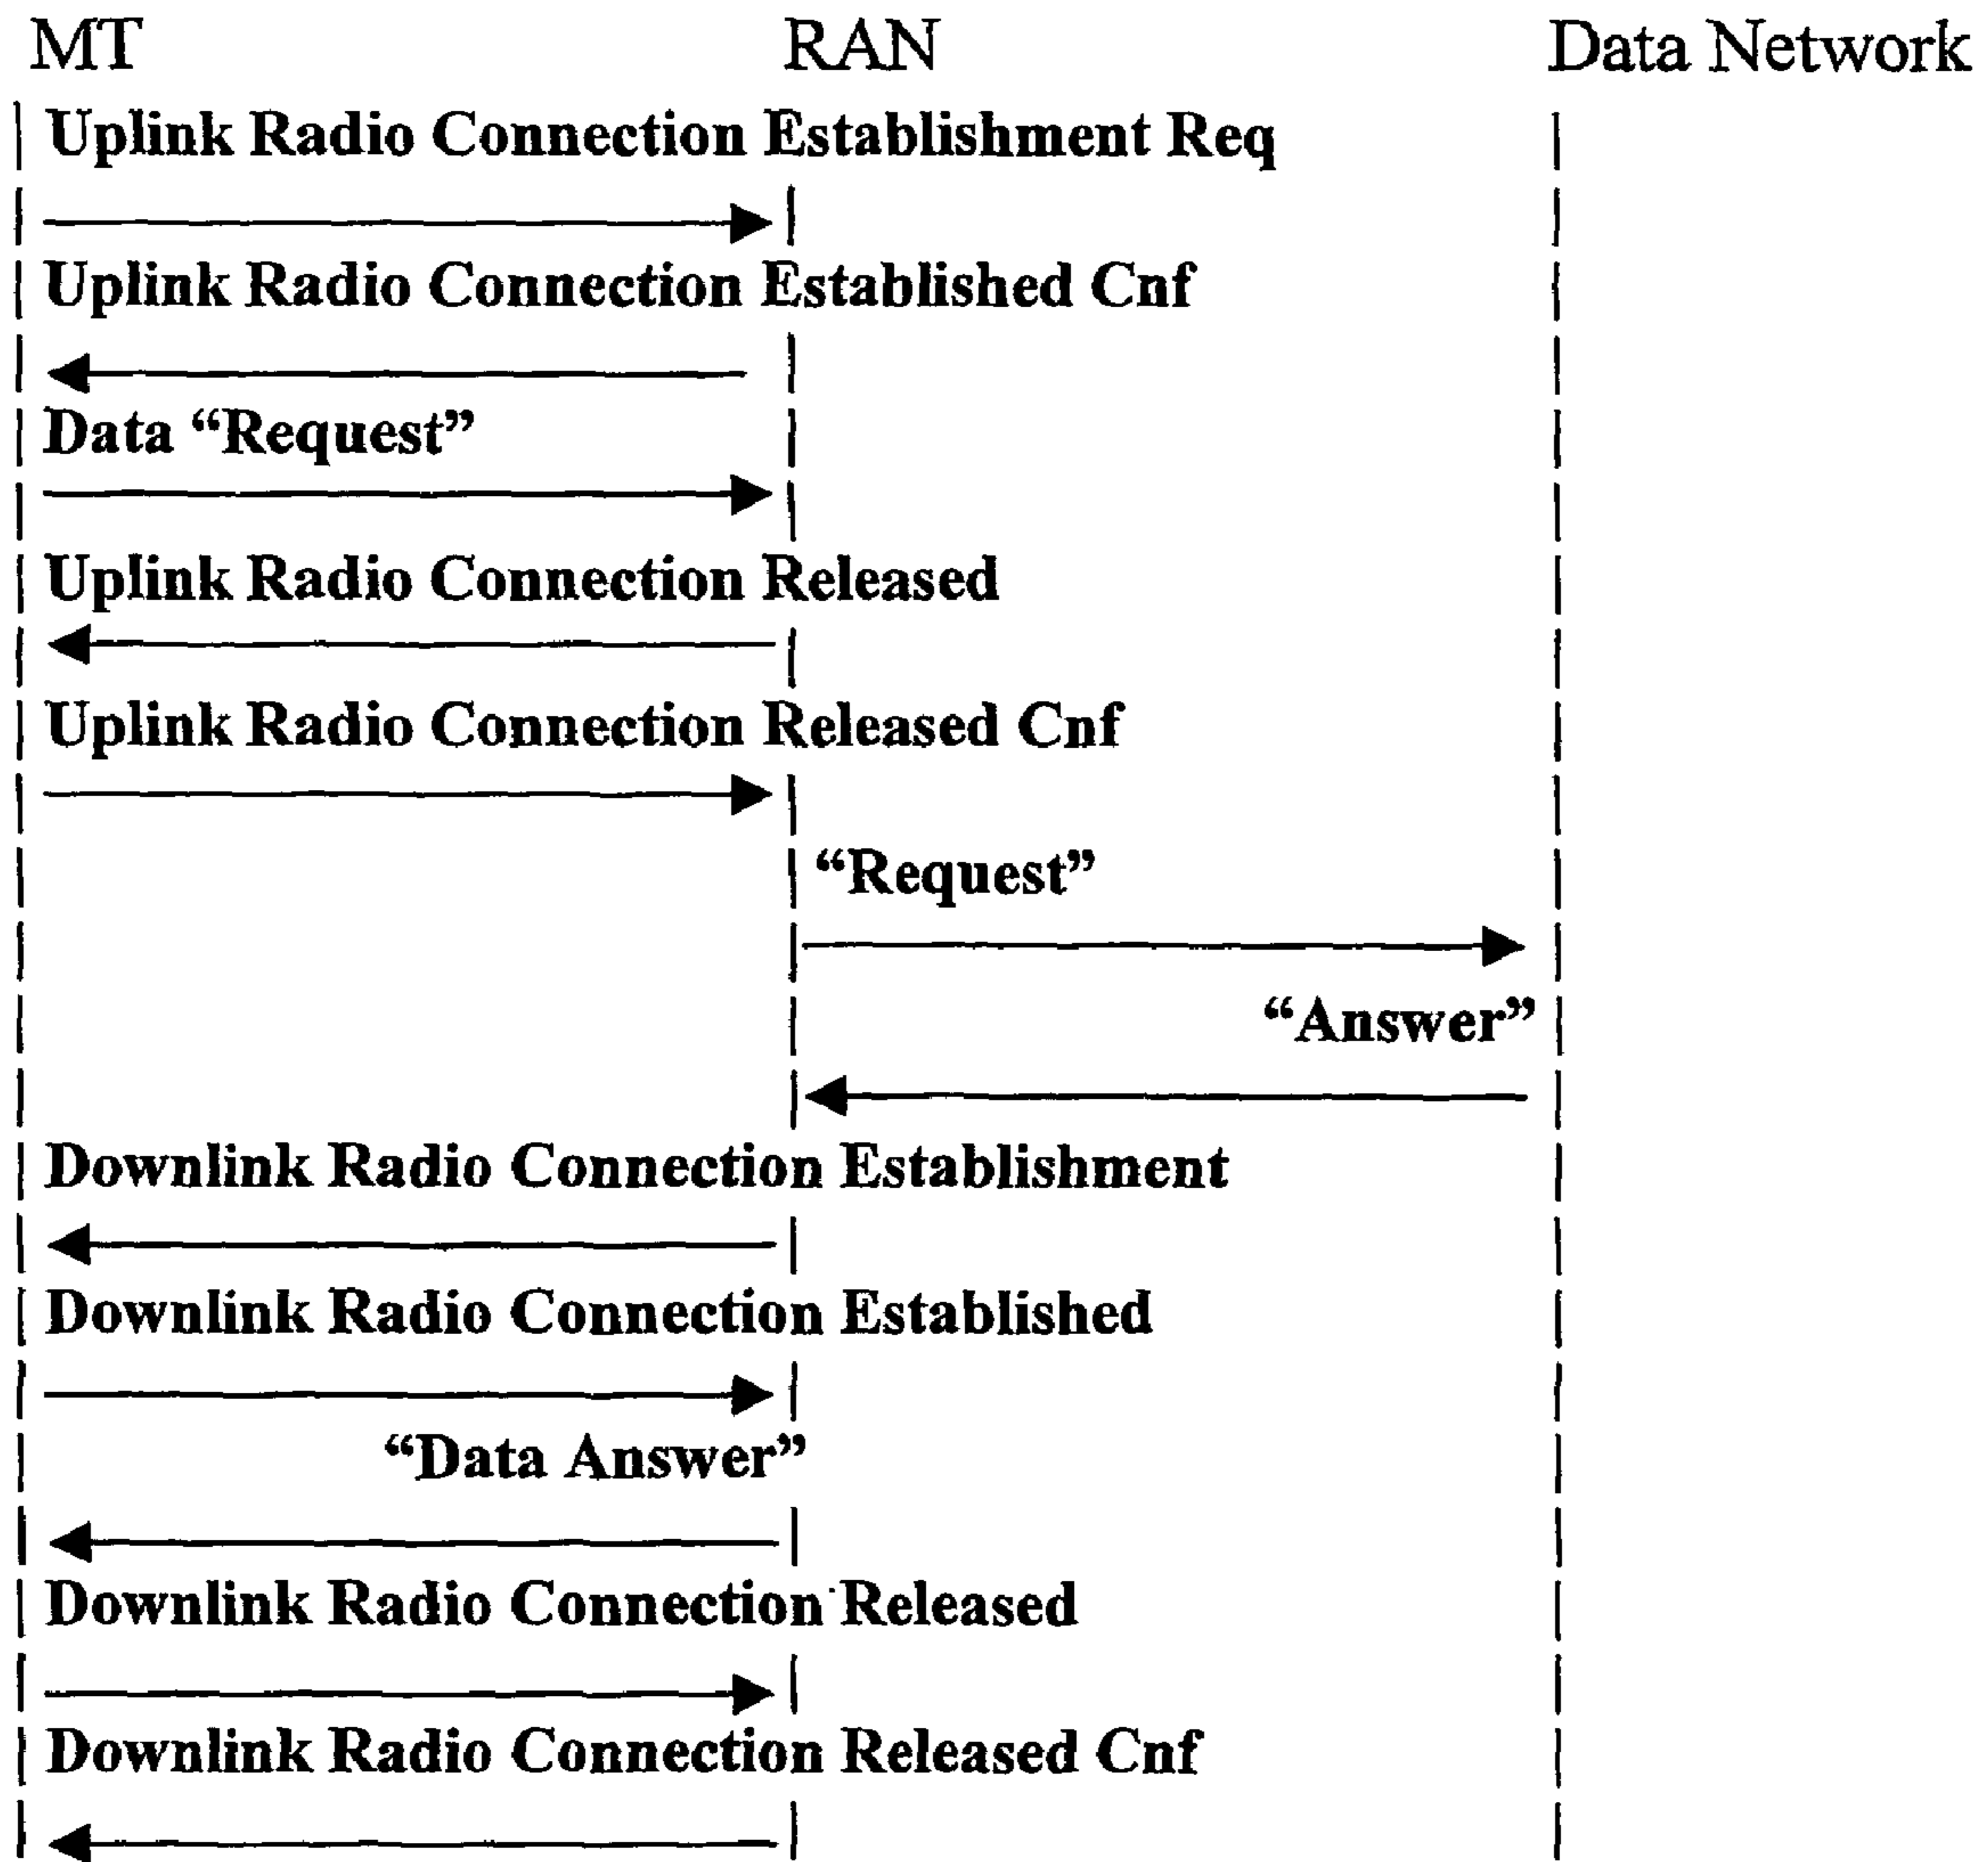 MT RAN Data Network
Uplink Radio Connection Establishment Req
Uplink Radio Connection Established Cnf
Data “Request”
Uplink Radio Connection Released
Uplink Radio Connection Released Cnf
“Request”
“Answer”
Downlink Radio Connection Establishment
Downlink Radio Connection Established
“Data Answer”
Downlink Radio Connection Released
Downlink Radio Connection Released Cnf